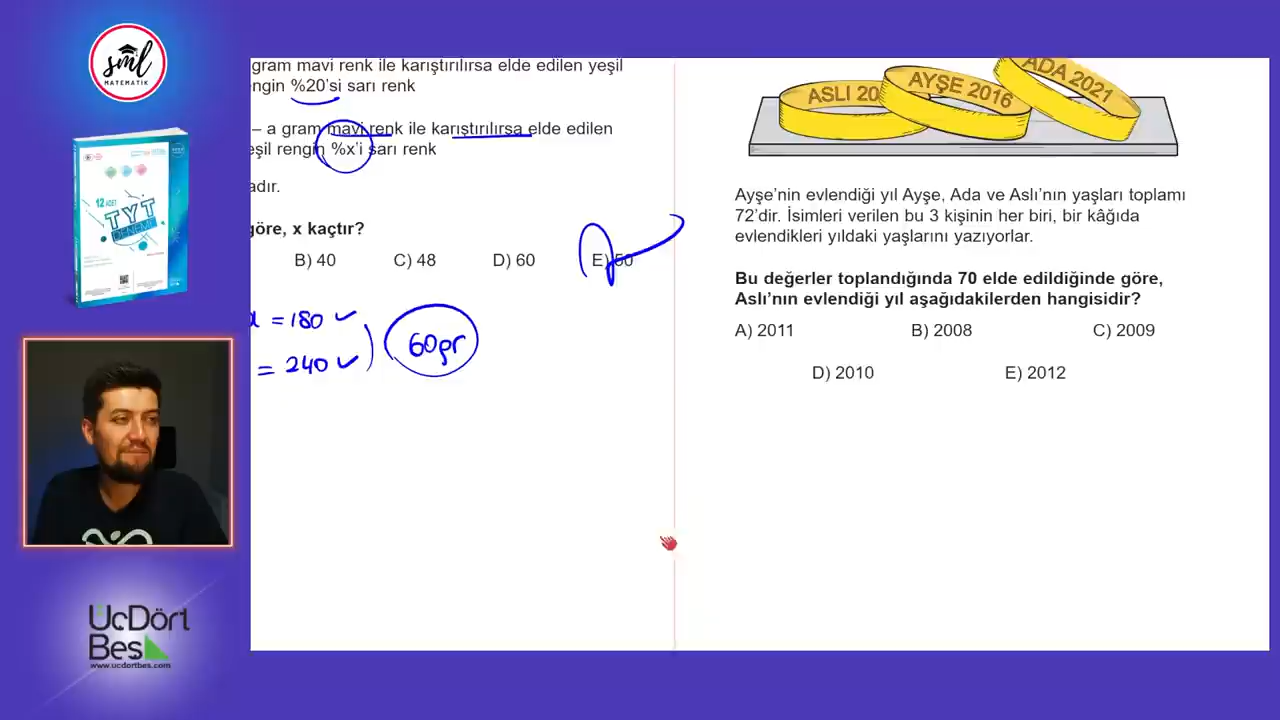 sml
MATEMATİK
12 ADET
TYT
DENEME
ÜcDört
Bes
www.ucdortbes.com
gram mavi renk ile karıştırılırsa elde edilen yeşil
engin %20'si sarı renk
– a gram mavi renk ile karıştırılırsa elde edilen
eşil rengin %x'i sarı renk
adır.
göre, x kaçtır?
B) 40 C) 48 D) 60 E) 50
= 180
= 240
60gr
ASLI 20
AYŞE 2016
ADA 2021
Ayşe'nin evlendiği yıl Ayşe, Ada ve Aslı'nın yaşları toplamı
72'dir. İsimleri verilen bu 3 kişinin her biri, bir kâğıda
evlendikleri yıldaki yaşlarını yazıyorlar.
Bu değerler toplandığında 70 elde edildiğinde göre,
Aslı'nın evlendiği yıl aşağıdakilerden hangisidir?
A) 2011 B) 2008 C) 2009
D) 2010 E) 2012